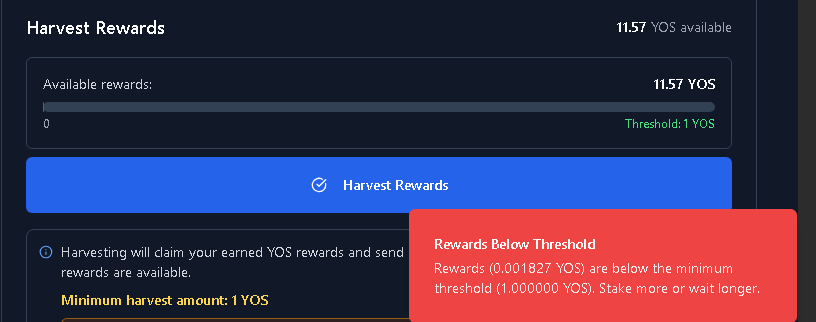 Harvest Rewards
11.57 YOS available
Available rewards:
11.57 YOS
0
Threshold: 1 YOS
Harvest Rewards
Rewards Below Threshold
Rewards (0.001827 YOS) are below the minimum
threshold (1.000000 YOS). Stake more or wait longer.
Harvesting will claim your earned YOS rewards and send
rewards are available.
Minimum harvest amount: 1 YOS